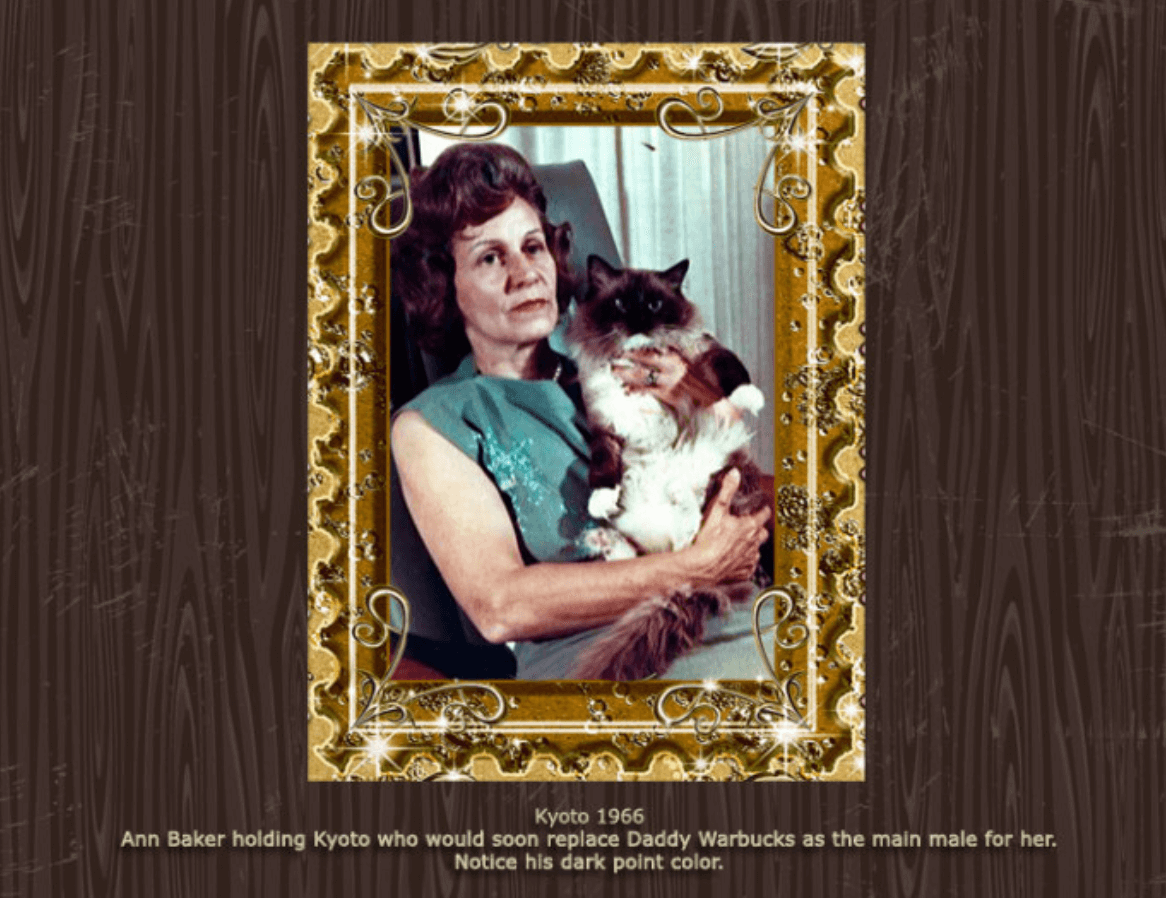 Kyoto 1966
Ann Baker holding Kyoto who would soon replace Daddy Warbucks as the main male for her.
Notice his dark point color.